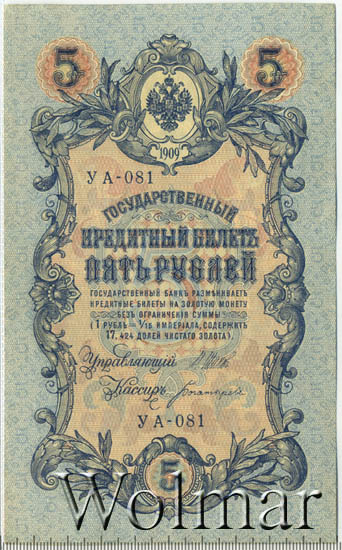 5 5
1909
УА-081
ГОСУДАРСТВЕННЫЙ
КРЕДИТНЫЙ БИЛЕТЪ
ПЯТЬ РУБЛЕЙ
ГОСУДАРСТВЕННЫЙ БАНКЪ РАЗМѢНИВАЕТЪ
КРЕДИТНЫЕ БИЛЕТЫ НА ЗОЛОТУЮ МОНЕТУ
БЕЗЪ ОГРАНИЧЕНІЯ СУММЫ
(1 РУБЛЬ = 1/15 ИМПЕРІАЛА, СОДЕРЖИТЪ
17,424 ДОЛЕЙ ЧИСТАГО ЗОЛОТА).
Управляющій
Кассиръ
УА-081
5
Wolmar